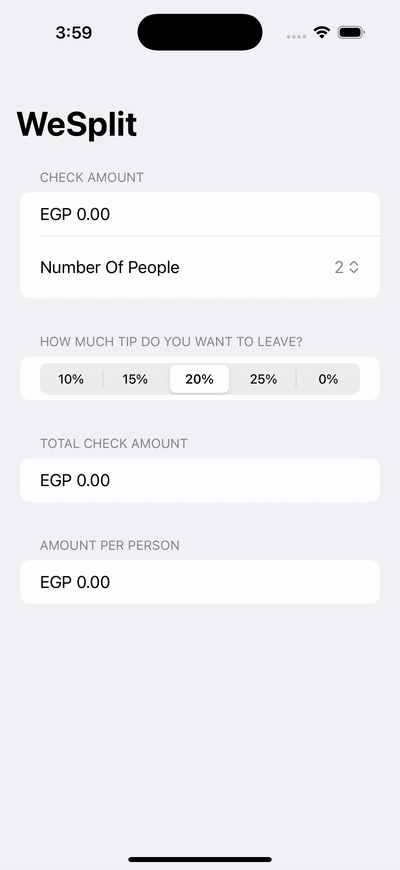 3:59
WeSplit
CHECK AMOUNT
EGP 0.00
Number Of People 2
HOW MUCH TIP DO YOU WANT TO LEAVE?
10% 15% 20% 25% 0%
TOTAL CHECK AMOUNT
EGP 0.00
AMOUNT PER PERSON
EGP 0.00